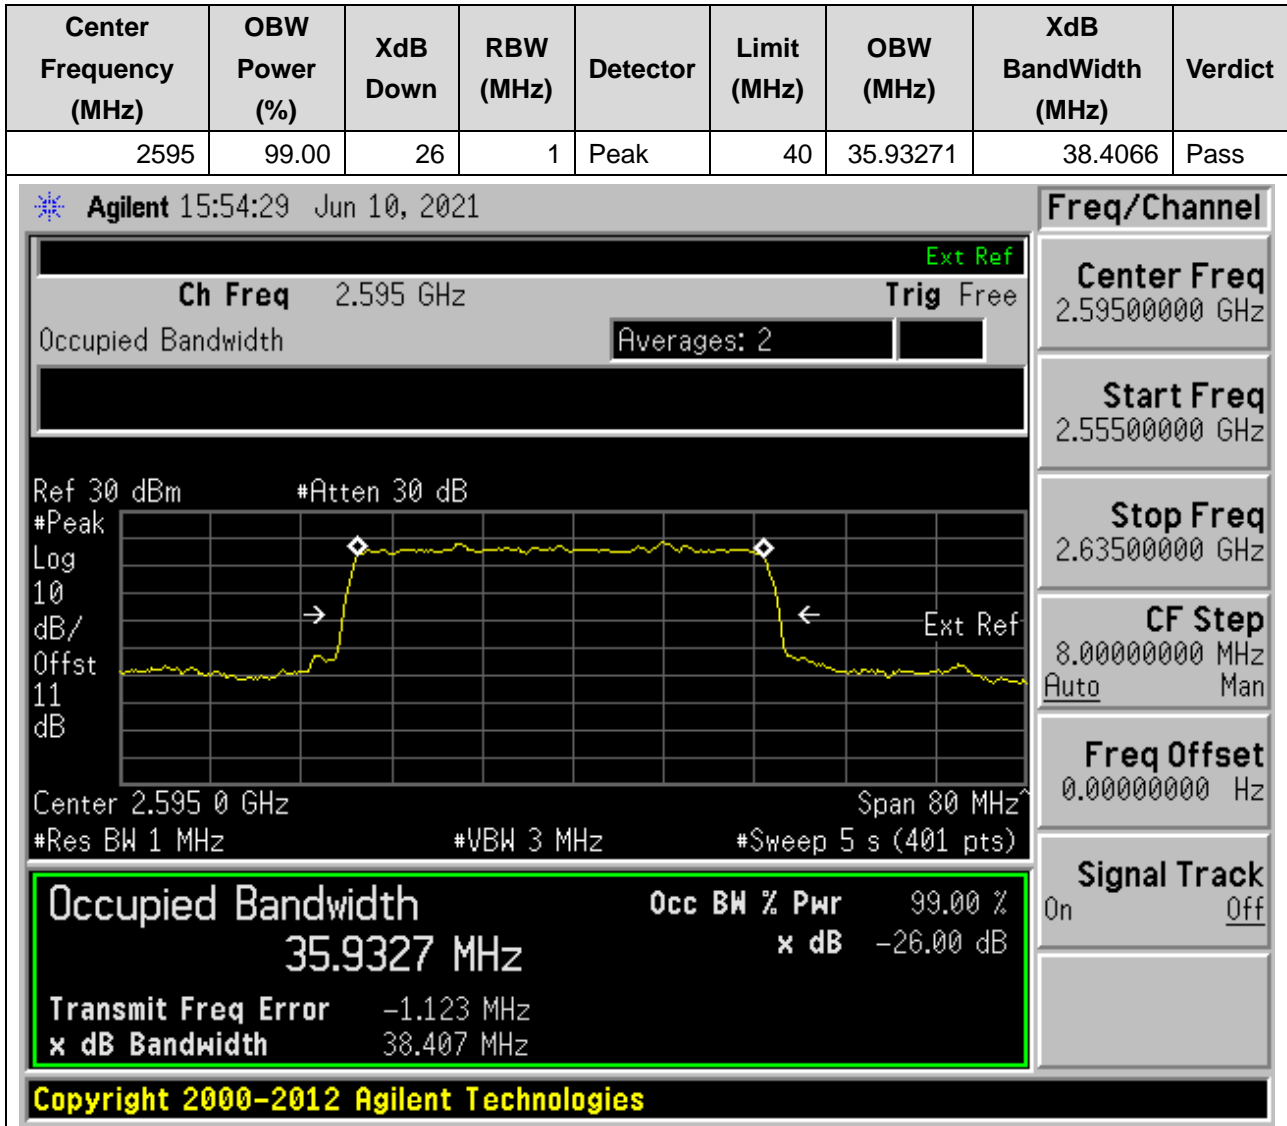 Center Frequency (MHz) OBW Power (%) XdB Down RBW (MHz) Detector Limit (MHz) OBW (MHz) XdB BandWidth (MHz) Verdict
2595 99.00 26 1 Peak 40 35.93271 38.4066 Pass
Agilent 15:54:29 Jun 10, 2021
Freq/Channel
Ext Ref
Ch Freq 2.595 GHz Trig Free
Occupied Bandwidth Averages: 2
Center Freq
2.59500000 GHz
Start Freq
2.55500000 GHz
Stop Freq
2.63500000 GHz
CF Step
8.00000000 MHz
Auto Man
Freq Offset
0.00000000 Hz
Signal Track
On Off
Ref 30 dBm #Atten 30 dB
#Peak
Log
10
dB/
Offst
11
dB
Ext Ref
Center 2.595 0 GHz Span 80 MHz^
#Res BW 1 MHz #VBW 3 MHz #Sweep 5 s (401 pts)
Occupied Bandwidth
35.9327 MHz
Occ BW % Pwr 99.00 %
x dB -26.00 dB
Transmit Freq Error -1.123 MHz
x dB Bandwidth 38.407 MHz
Copyright 2000-2012 Agilent Technologies